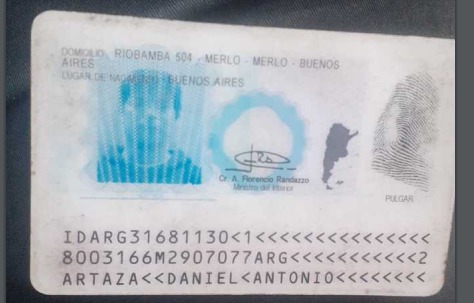 DOMICILIO: RIOBAMBA 504 - MERLO - MERLO - BUENOS
AIRES
LUGAR DE NACIMIENTO: BUENOS AIRES
Cr. A. Florencio Randazzo
Ministro del Interior
PULGAR
IDARG31681130<1<<<<<<<<<<<<<<<
8003166M2907077ARG<<<<<<<<<<<2
ARTAZA<<DANIEL<ANTONIO<<<<<<<<